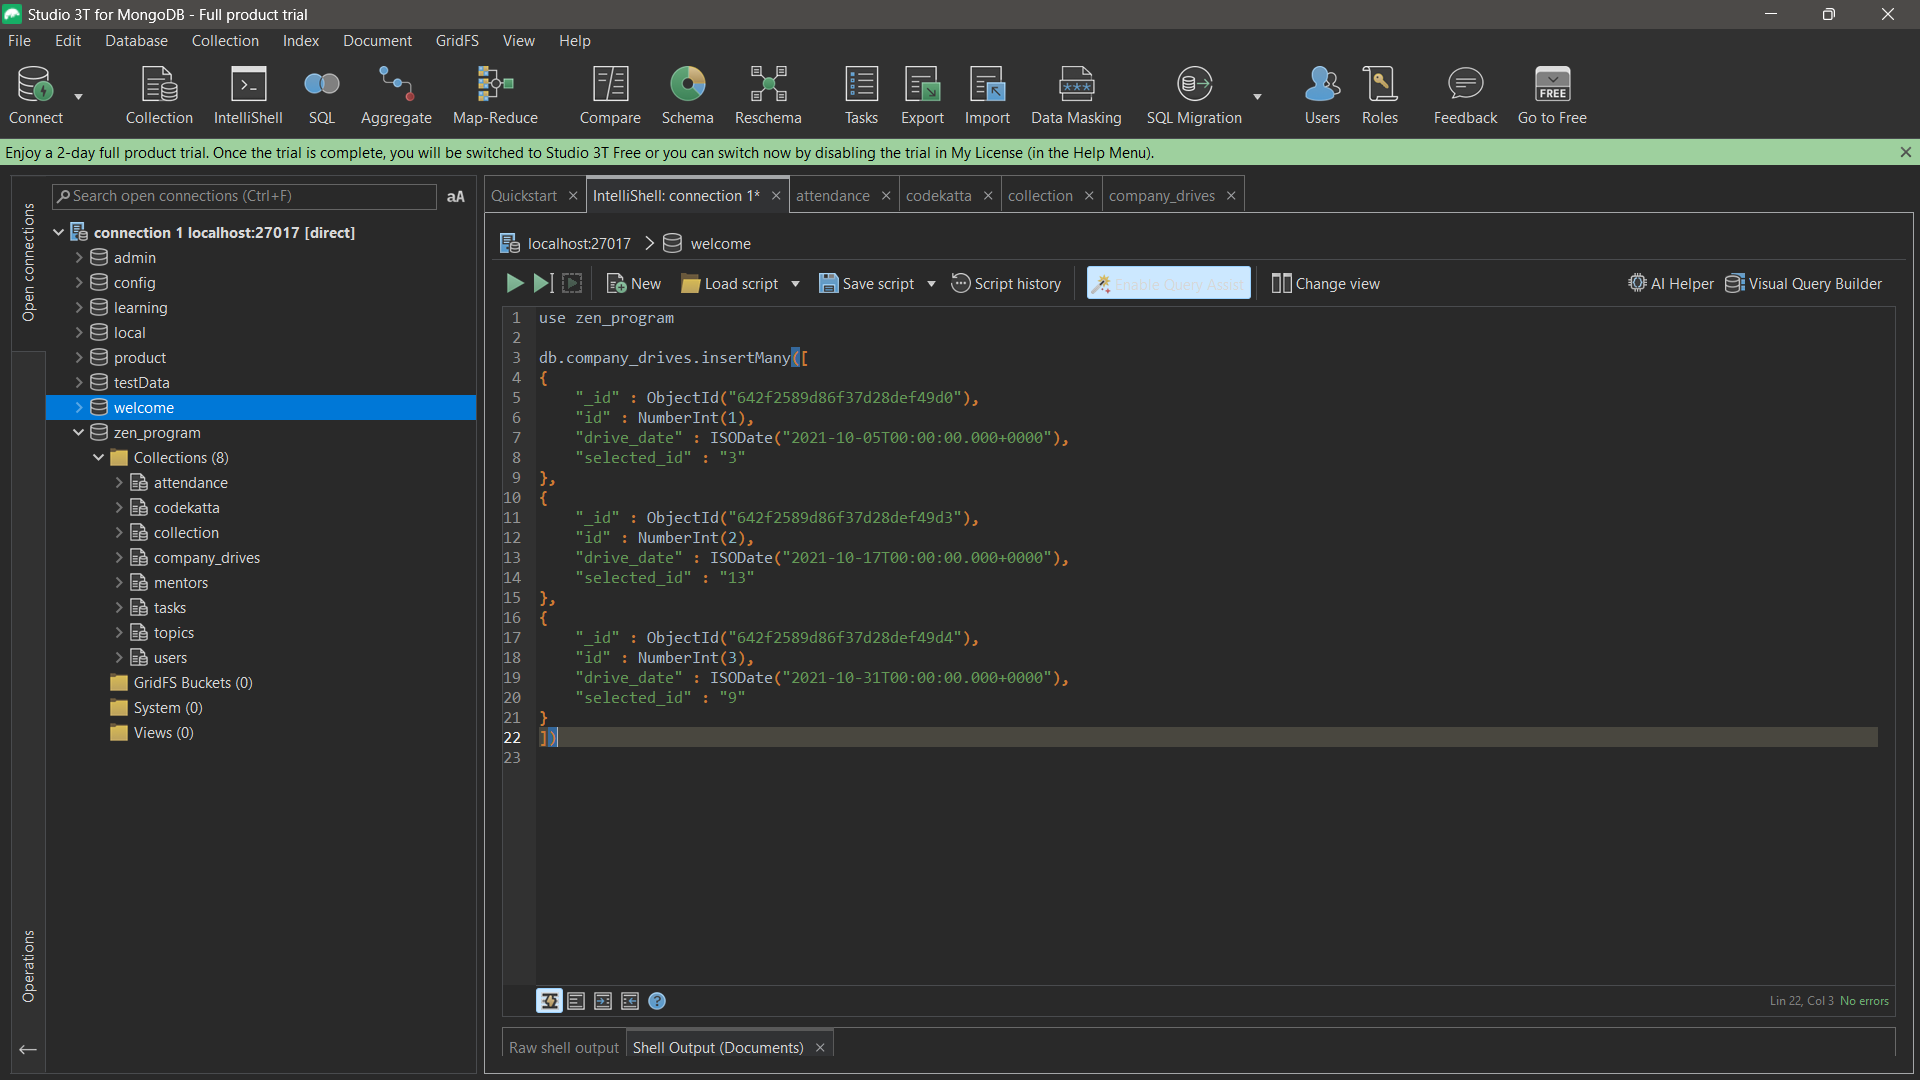 Studio 3T for MongoDB - Full product trial
File Edit Database Collection Index Document GridFS View Help
Connect Collection IntelliShell SQL Aggregate Map-Reduce Compare Schema Reschema Tasks Export Import Data Masking SQL Migration Users Roles Feedback FREE Go to Free
Enjoy a 2-day full product trial. Once the trial is complete, you will be switched to Studio 3T Free or you can switch now by disabling the trial in My License (in the Help Menu).
Open connections
Search open connections (Ctrl+F) aA
connection 1 localhost:27017 [direct]
admin
config
learning
local
product
testData
welcome
zen_program
Collections (8)
attendance
codekatta
collection
company_drives
mentors
tasks
topics
users
GridFS Buckets (0)
System (0)
Views (0)
Operations
Quickstart IntelliShell: connection 1* attendance codekatta collection company_drives
localhost:27017 welcome
New Load script Save script Script history Enable Query Assist Change view AI Helper Visual Query Builder
1 use zen_program
2
3 db.company_drives.insertMany([
4 {
5 "_id" : ObjectId("642f2589d86f37d28def49d0"),
6 "id" : NumberInt(1),
7 "drive_date" : ISODate("2021-10-05T00:00:00.000+0000"),
8 "selected_id" : "3"
9 },
10 {
11 "_id" : ObjectId("642f2589d86f37d28def49d3"),
12 "id" : NumberInt(2),
13 "drive_date" : ISODate("2021-10-17T00:00:00.000+0000"),
14 "selected_id" : "13"
15 },
16 {
17 "_id" : ObjectId("642f2589d86f37d28def49d4"),
18 "id" : NumberInt(3),
19 "drive_date" : ISODate("2021-10-31T00:00:00.000+0000"),
20 "selected_id" : "9"
21 }
22 ])
23
Lin 22, Col 3 No errors
Raw shell output Shell Output (Documents)